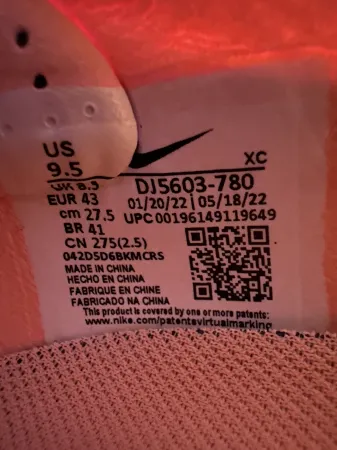 US
9.5
XC
UK 8.5
DJ5603-780
EUR 43
01/20/22 | 05/18/22
cm 27.5
UPC 00196149119649
BR 41
CN 275(2.5)
042D5D6BKMCRS
MADE IN CHINA
HECHO EN CHINA
FABRIQUE EN CHINE
FABRICADO NA CHINA
This product is covered by one or more patents:
www.nike.com/patentsvirtualmarking